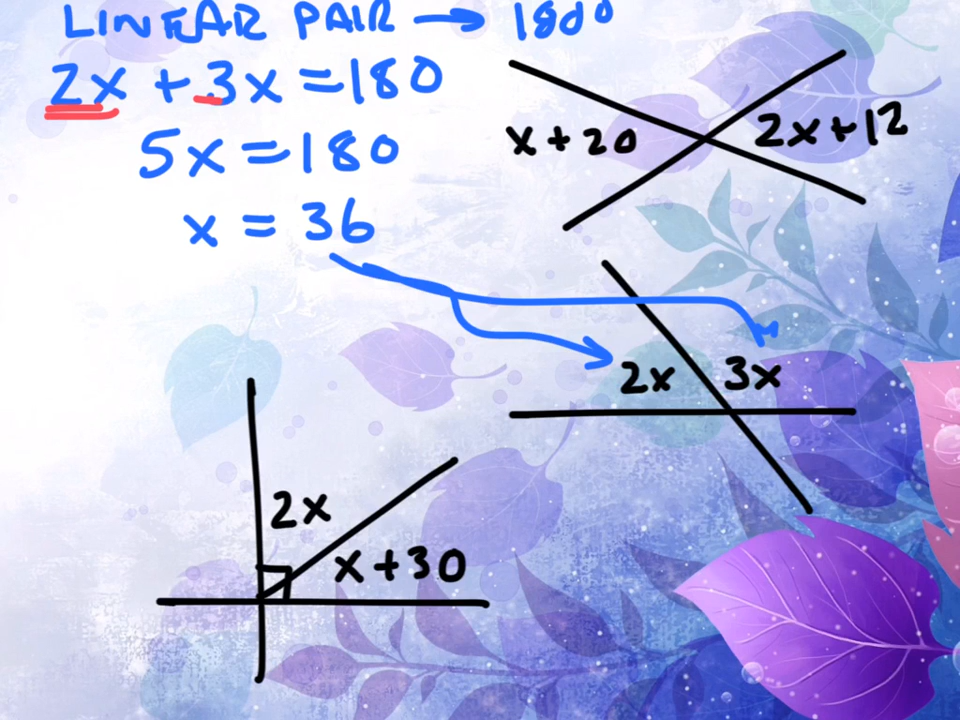 LINEAR PAIR → 180°
2x + 3x = 180
5x = 180
x = 36
x + 20
2x + 12
2x
3x
2x
x + 30